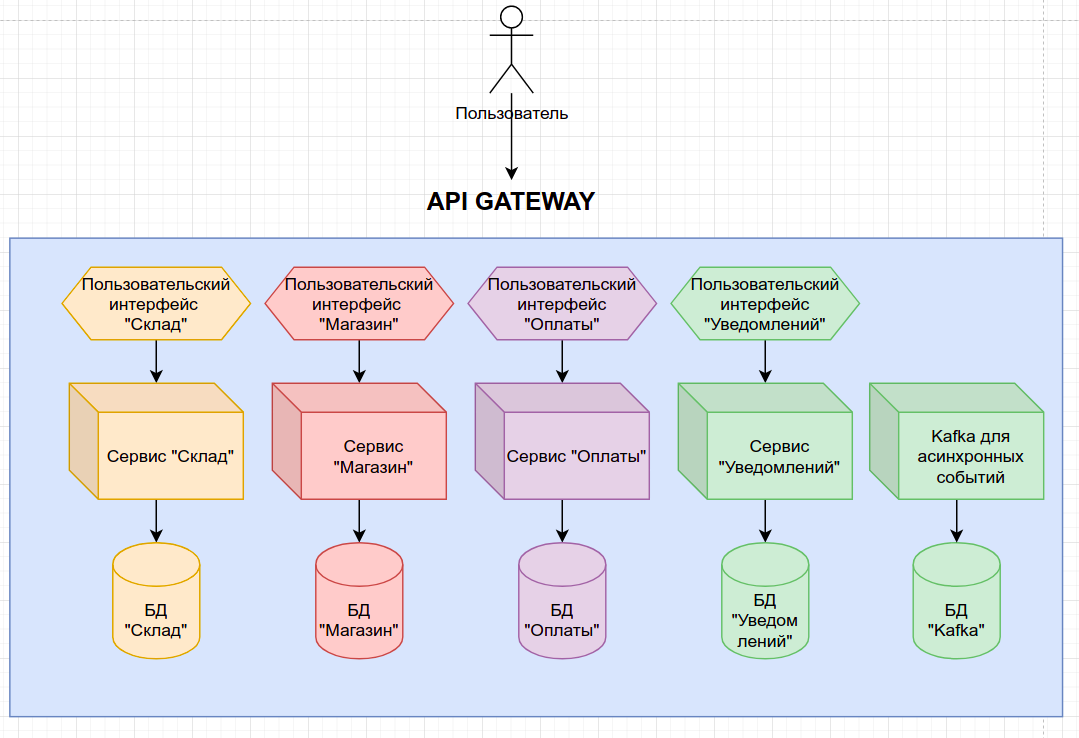 Пользователь
API GATEWAY
Пользовательский
интерфейс
"Склад"
Пользовательский
интерфейс
"Магазин"
Пользовательский
интерфейс
"Оплаты"
Пользовательский
интерфейс
"Уведомлений"
Сервис "Склад"
Сервис
"Магазин"
Сервис "Оплаты"
Сервис
"Уведомлений"
Kafka для
асинхронных
событий
БД
"Склад"
БД
"Магазин"
БД
"Оплаты"
БД
"Уведом
лений"
БД
"Kafka"